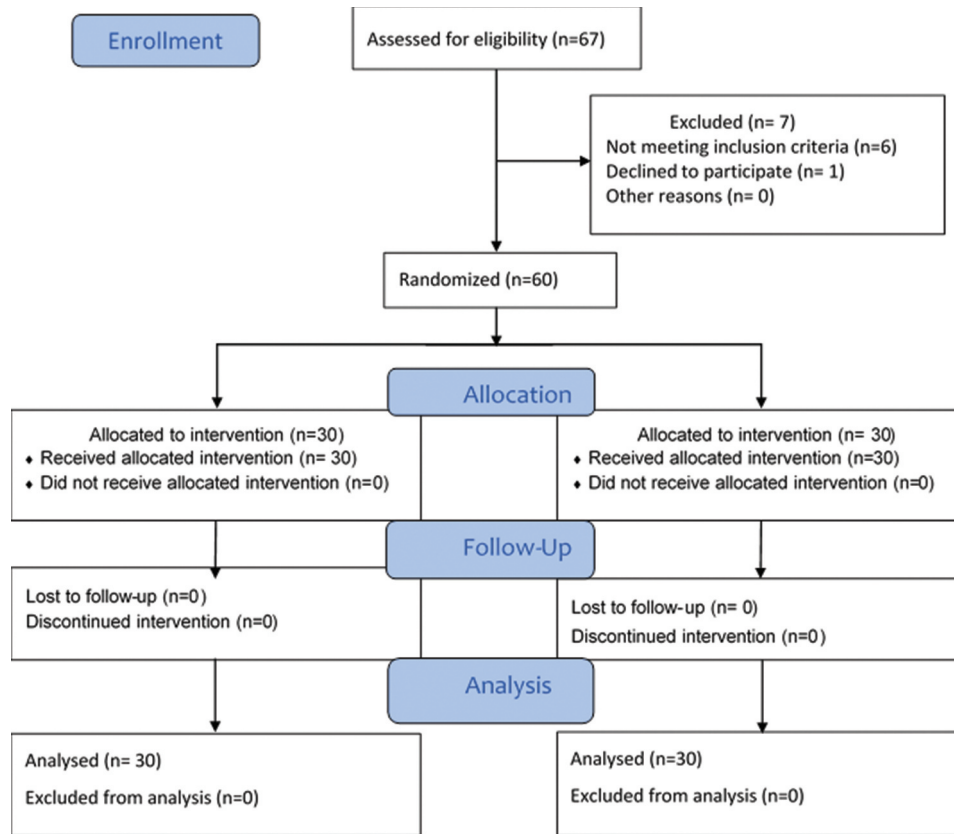 Enrollment
Assessed for eligibility (n=67)
Excluded (n= 7)
Not meeting inclusion criteria (n=6)
Declined to participate (n= 1)
Other reasons (n= 0)
Randomized (n=60)
Allocation
Allocated to intervention (n=30)
♦ Received allocated intervention (n= 30)
♦ Did not receive allocated intervention (n=0)
Allocated to intervention (n= 30)
♦ Received allocated intervention (n=30)
♦ Did not receive allocated intervention (n=0)
Follow-Up
Lost to follow-up (n=0)
Discontinued intervention (n=0)
Lost to follow-up (n= 0)
Discontinued intervention (n=0)
Analysis
Analysed (n= 30)
Excluded from analysis (n=0)
Analysed (n=30)
Excluded from analysis (n=0)